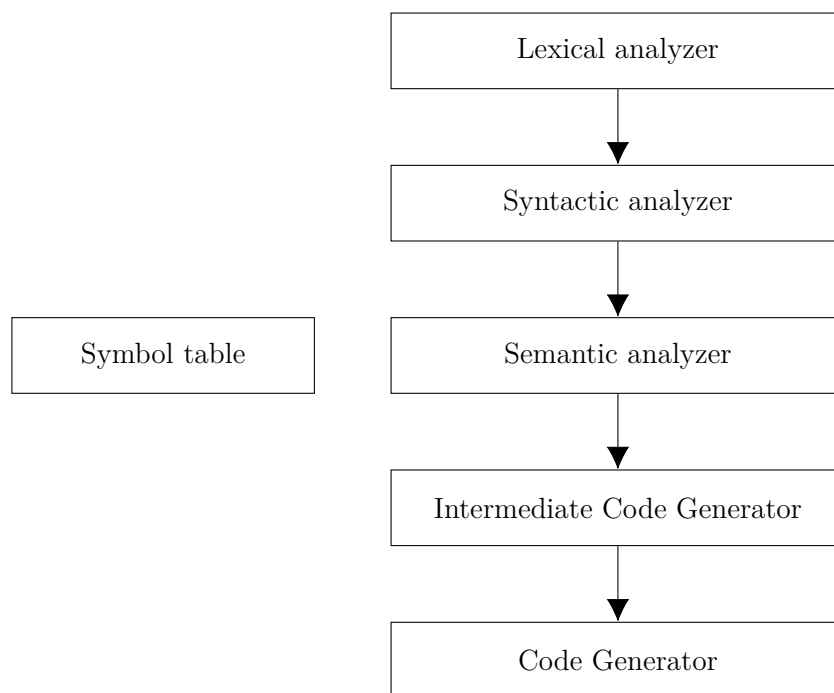 Lexical analyzer
Syntactic analyzer
Symbol table
Semantic analyzer
Intermediate Code Generator
Code Generator